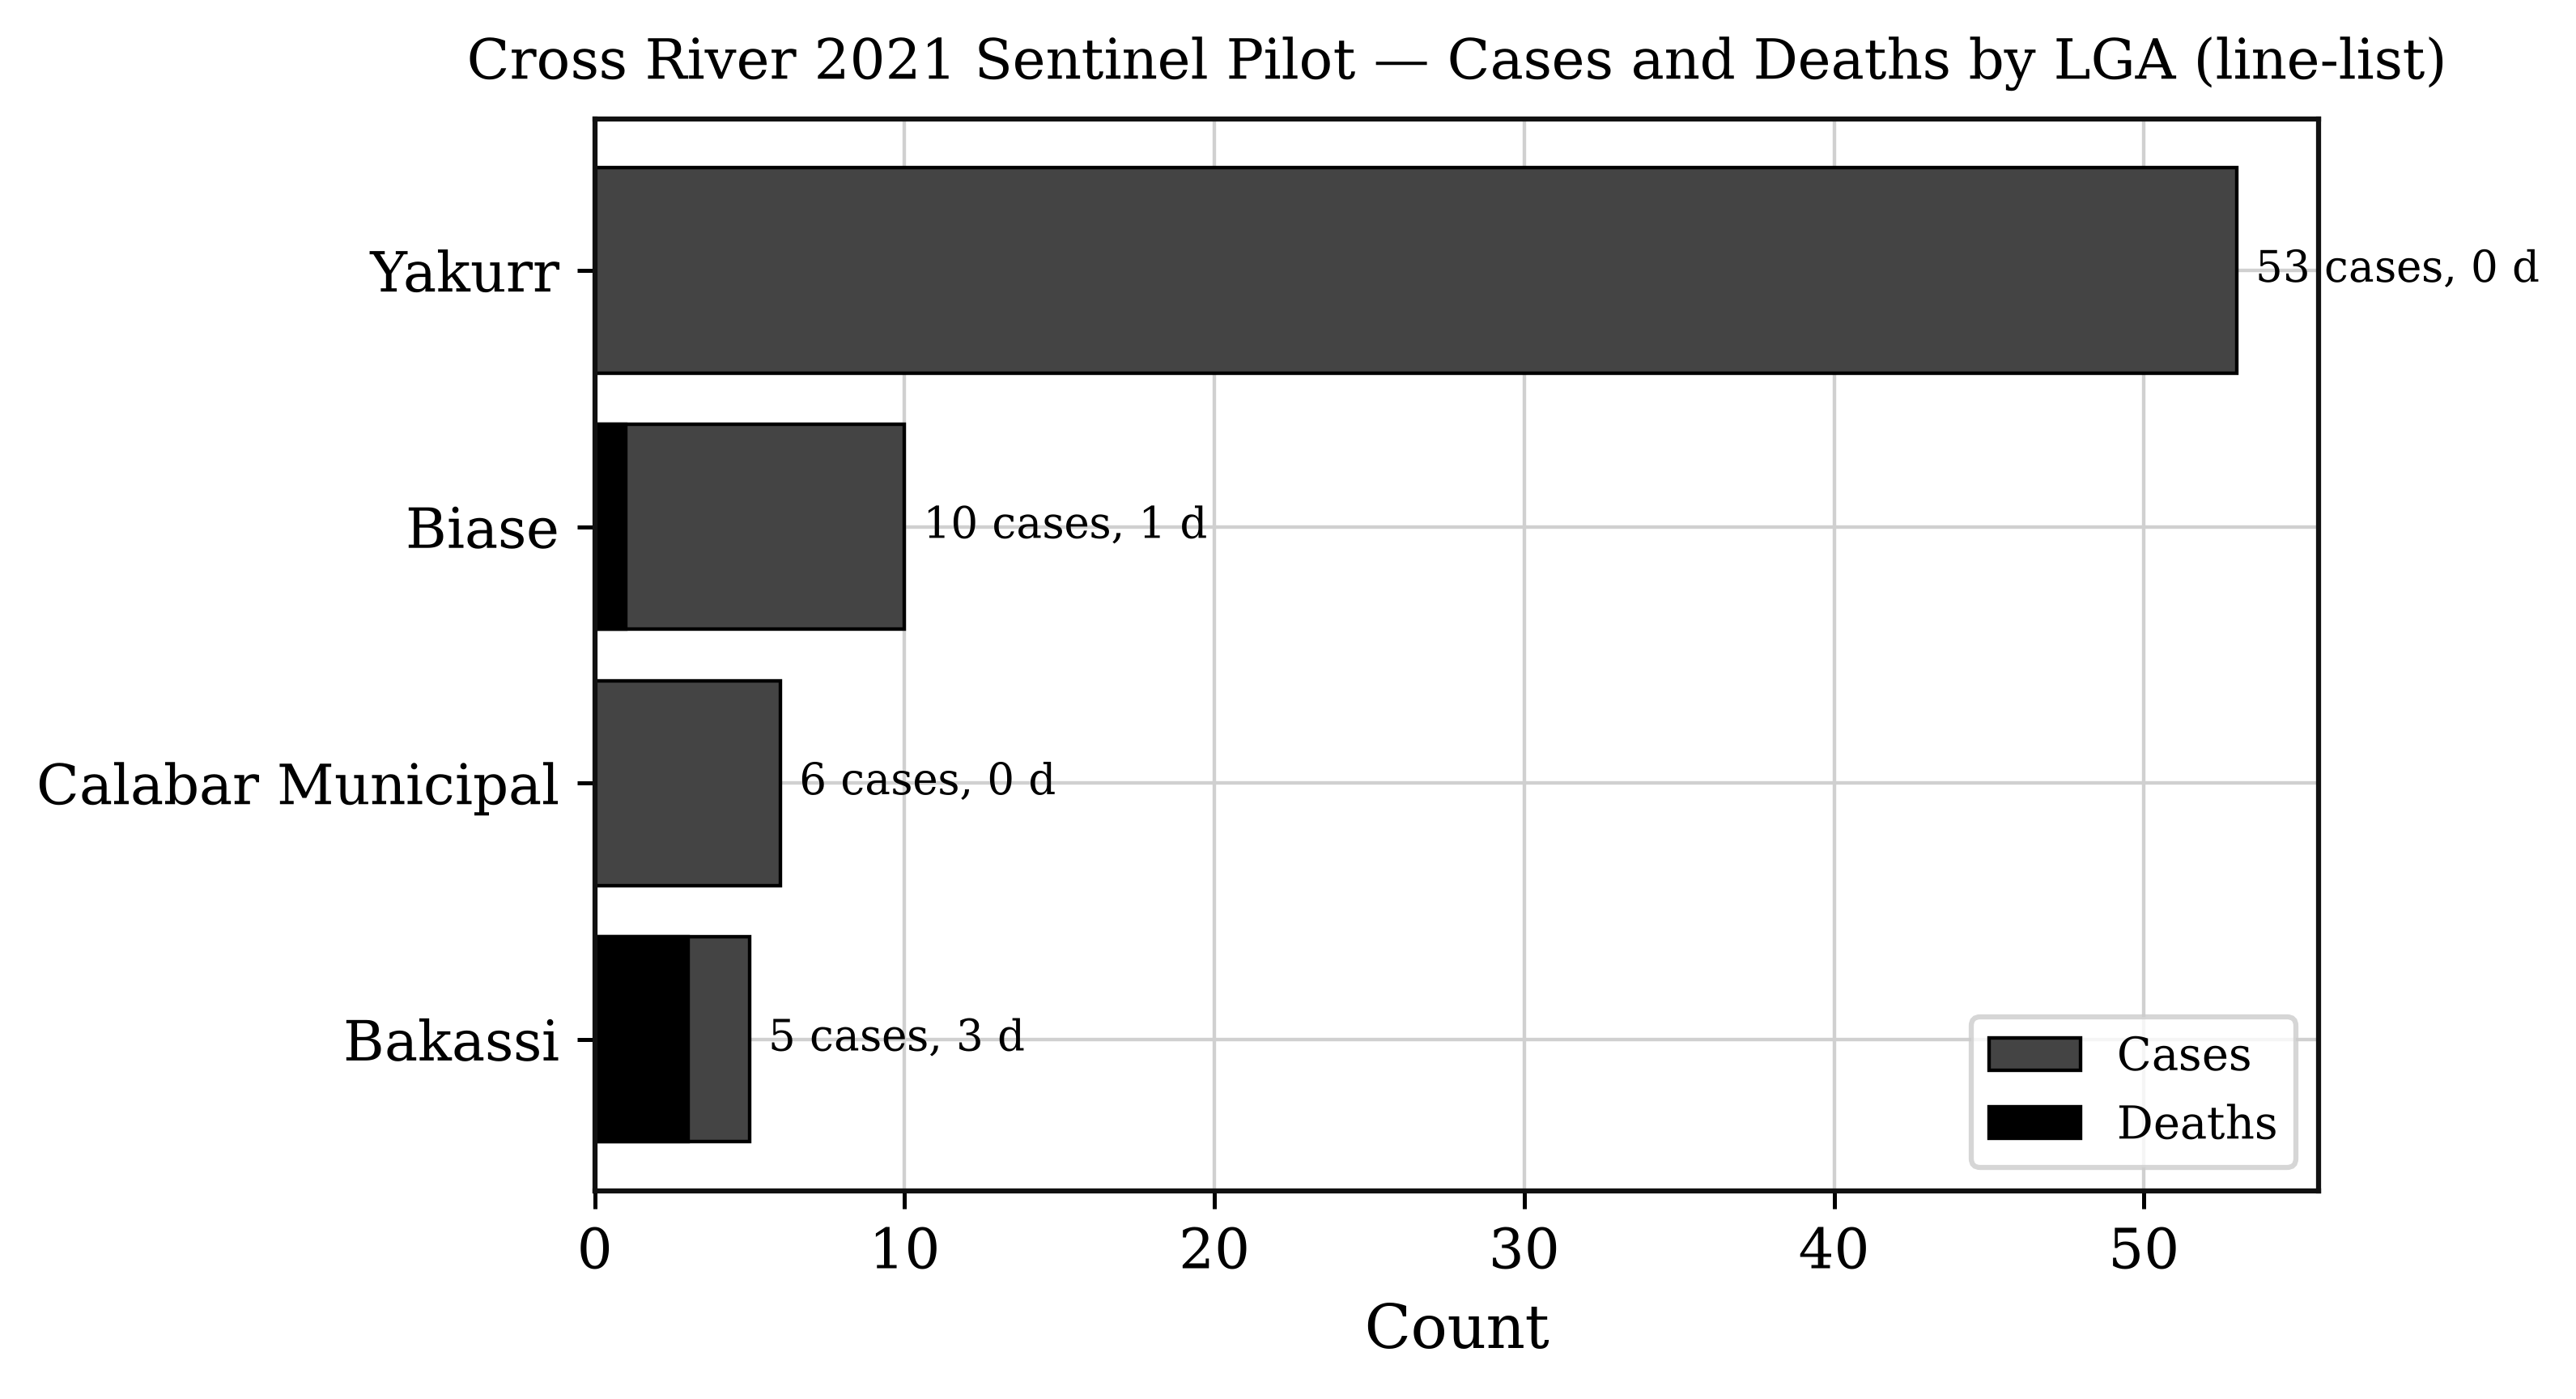 Cross River 2021 Sentinel Pilot — Cases and Deaths by LGA (line-list)
Yakurr
53 cases, 0 d
Biase
10 cases, 1 d
Calabar Municipal
6 cases, 0 d
Bakassi
5 cases, 3 d
Cases
Deaths
0 10 20 30 40 50
Count